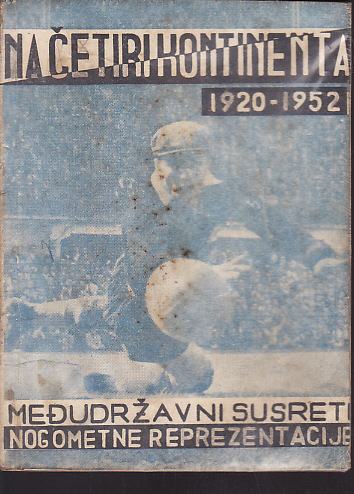 NA ČETIRI KONTINENTA
1920-1952
MEĐUDRŽAVNI SUSRETI
NOGOMETNE REPREZENTACIJE